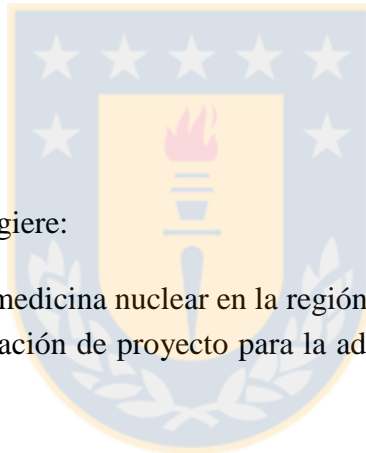 giere:
medicina nuclear en la región
ación de proyecto para la ad